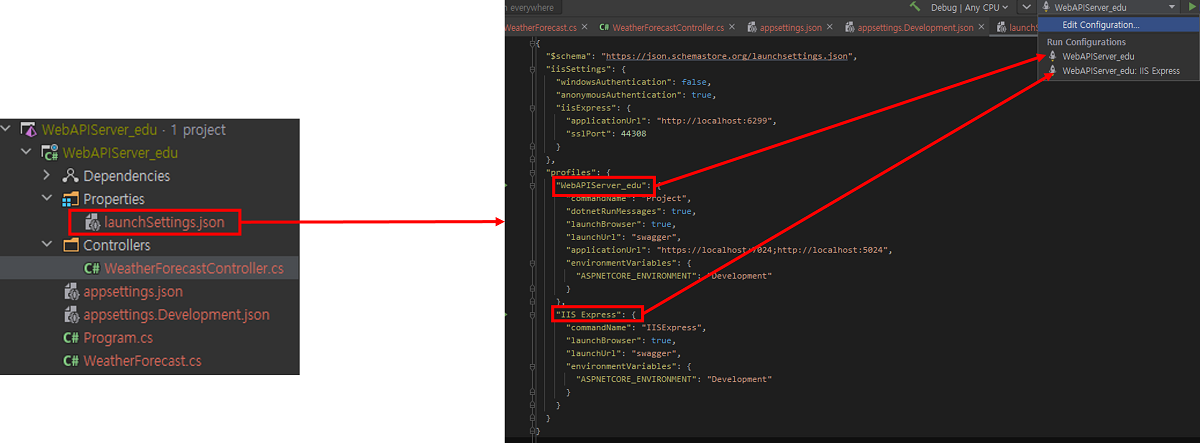 WebAPIServer_edu · 1 project
WebAPIServer_edu
Dependencies
Properties
launchSettings.json
Controllers
WeatherForecastController.cs
appsettings.json
appsettings.Development.json
Program.cs
WeatherForecast.cs
n everywhere
Debug | Any CPU
WebAPIServer_edu
WeatherForecast.cs
WeatherForecastController.cs
appsettings.json
appsettings.Development.json
launchS
Edit Configuration...
Run Configurations
WebAPIServer_edu
WebAPIServer_edu: IIS Express
{
"$schema": "https://json.schemastore.org/launchsettings.json",
"iisSettings": {
"windowsAuthentication": false,
"anonymousAuthentication": true,
"iisExpress": {
"applicationUrl": "http://localhost:6299",
"sslPort": 44308
}
},
"profiles": {
"WebAPIServer_edu": {
"commandName": "Project",
"dotnetRunMessages": true,
"launchBrowser": true,
"launchUrl": "swagger",
"applicationUrl": "https://localhost:7024;http://localhost:5024",
"environmentVariables": {
"ASPNETCORE_ENVIRONMENT": "Development"
}
},
"IIS Express": {
"commandName": "IISExpress",
"launchBrowser": true,
"launchUrl": "swagger",
"environmentVariables": {
"ASPNETCORE_ENVIRONMENT": "Development"
}
}
}
}